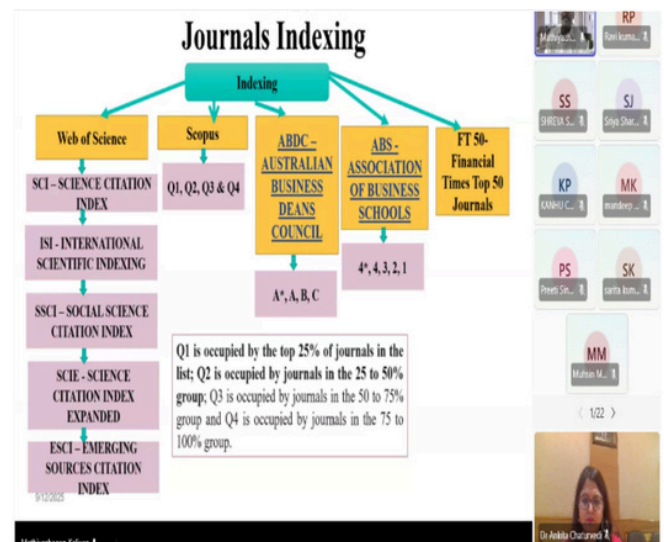 Journals Indexing
Indexing
Web of Science
SCI – SCIENCE CITATION
INDEX
ISI - INTERNATIONAL
SCIENTIFIC INDEXING
SSCI – SOCIAL SCIENCE
CITATION INDEX
SCIE - SCIENCE
CITATION INDEX
EXPANDED
ESCI – EMERGING
SOURCES CITATION
INDEX
Scopus
Q1, Q2, Q3 & Q4
ABDC –
AUSTRALIAN
BUSINESS
DEANS
COUNCIL
A*, A, B, C
ABS -
ASSOCIATION
OF BUSINESS
SCHOOLS
4*, 4, 3, 2, 1
FT 50-
Financial
Times Top 50
Journals
Q1 is occupied by the top 25% of journals in the
list; Q2 is occupied by journals in the 25 to 50%
group; Q3 is occupied by journals in the 50 to 75%
group and Q4 is occupied by journals in the 75 to
100% group.
9/12/2025
RP
SS
SHREYA S...
SJ
Sriya Shar...
KP
KANHU C...
MK
mandeep ...
PS
Preeti Sin...
SK
sarita kum...
MM
Muhsin M...
1/22
Dr Ankita Chaturvedi